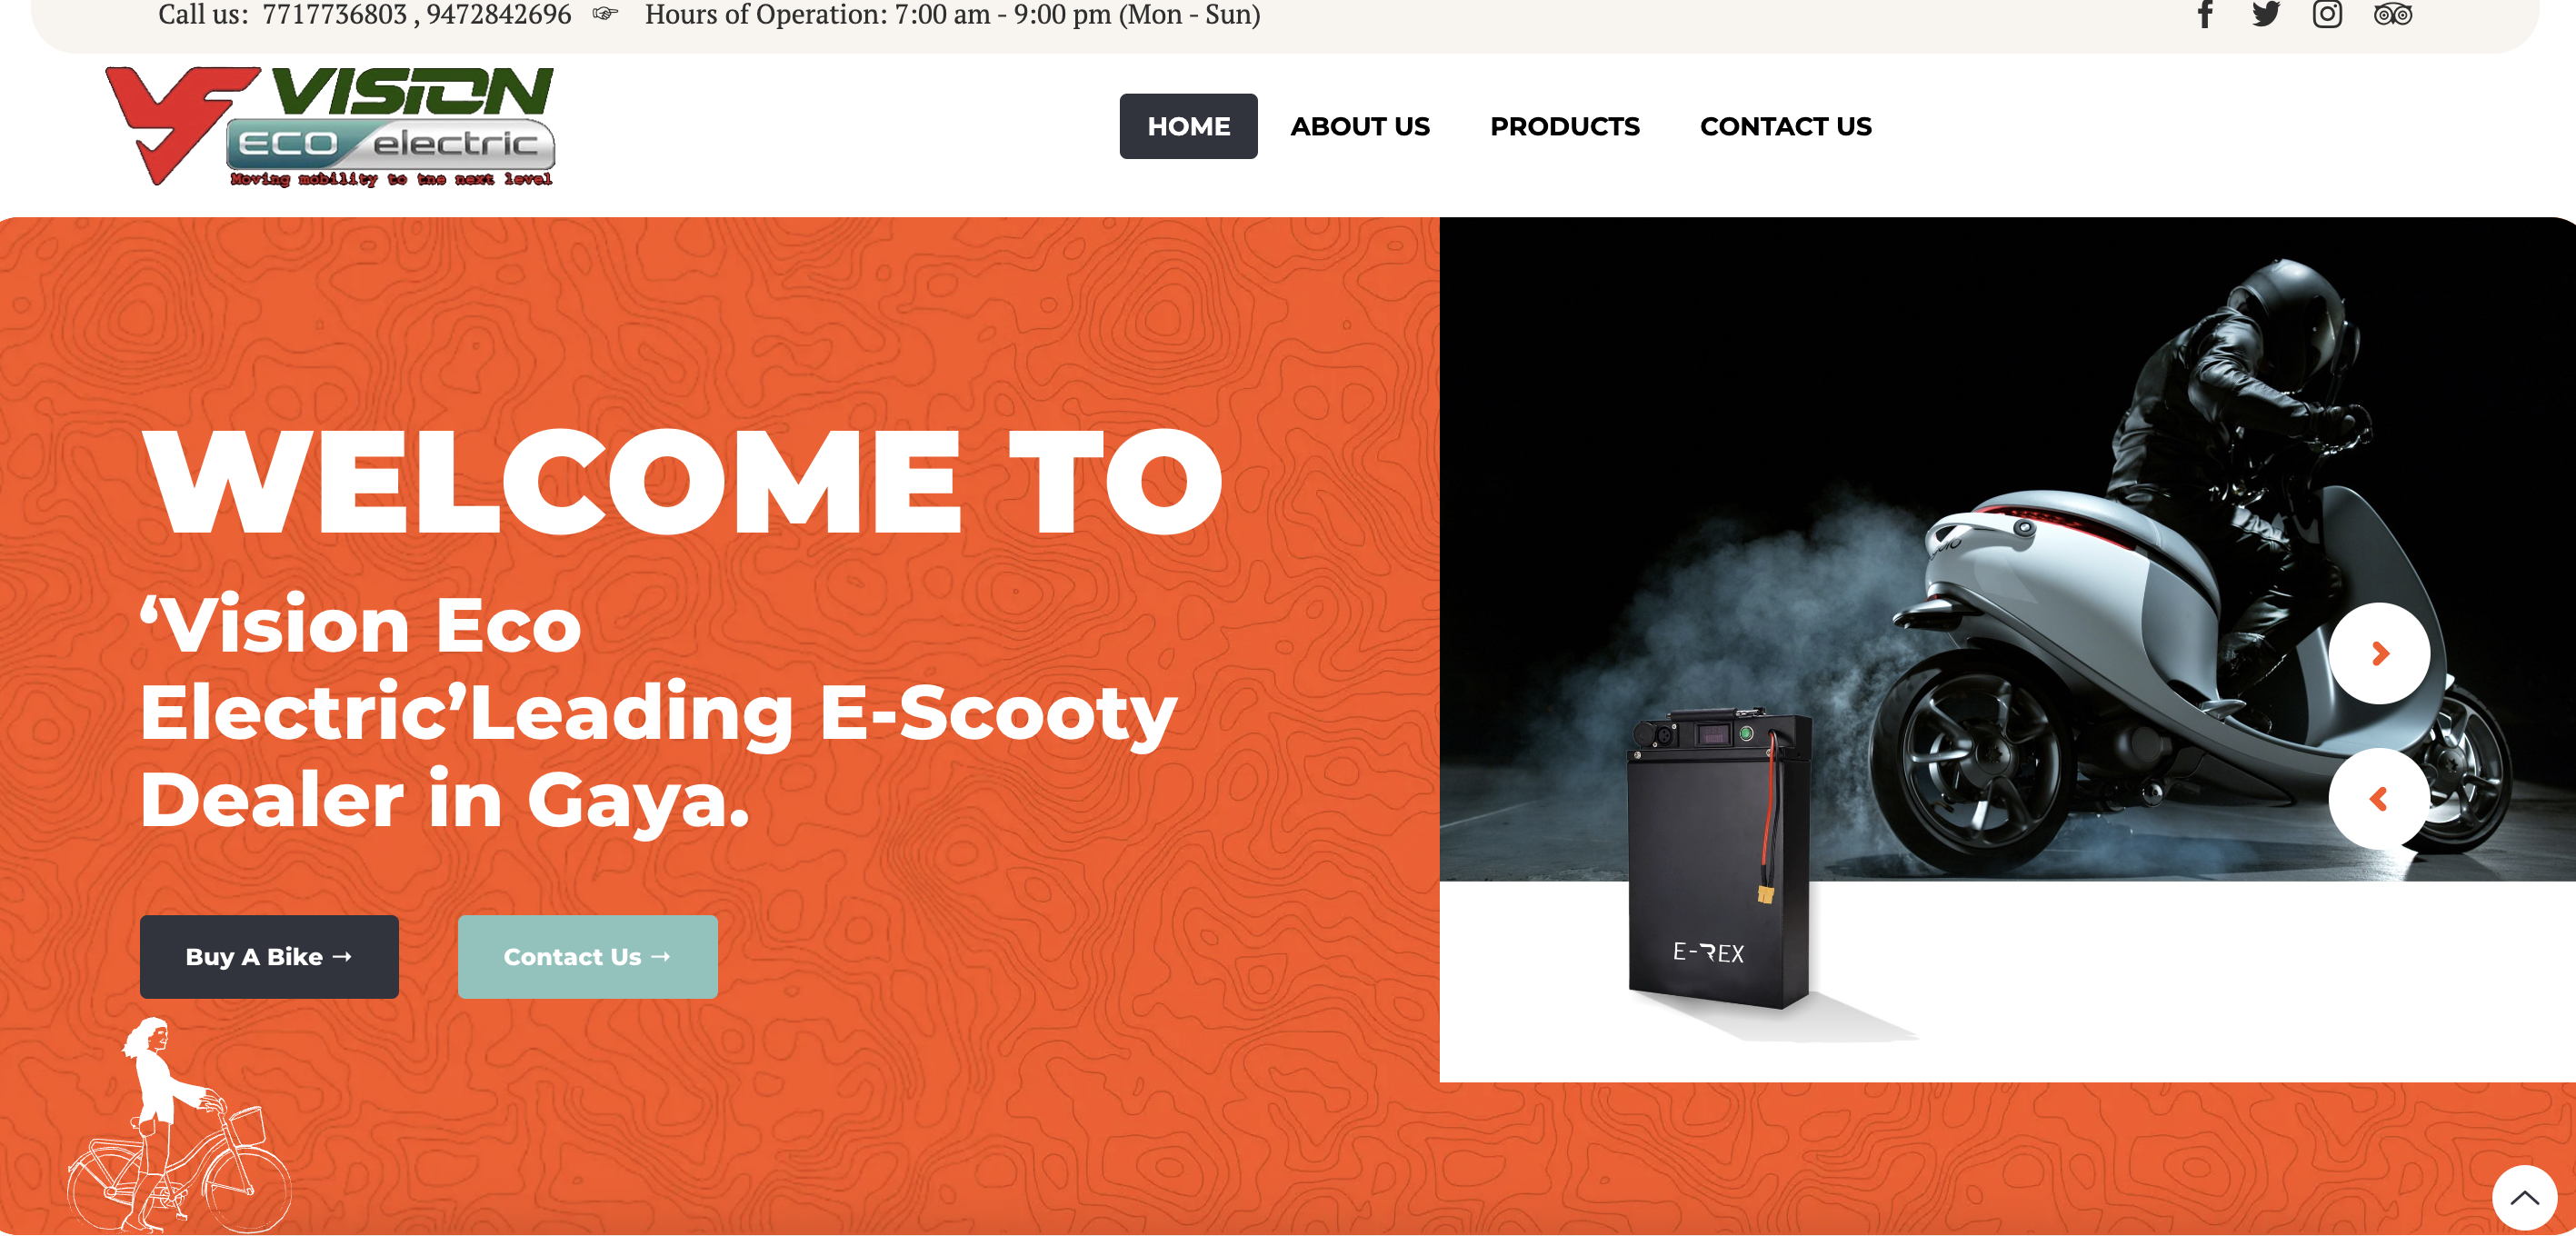 Call us: 7717736803 , 9472842696 Hours of Operation: 7:00 am - 9:00 pm (Mon - Sun)
VISION
ECO electric
Moving mobility to tne next level
HOME ABOUT US PRODUCTS CONTACT US
WELCOME TO
‘Vision Eco
Electric’Leading E-Scooty
Dealer in Gaya.
Buy A Bike →
Contact Us →
E-REX